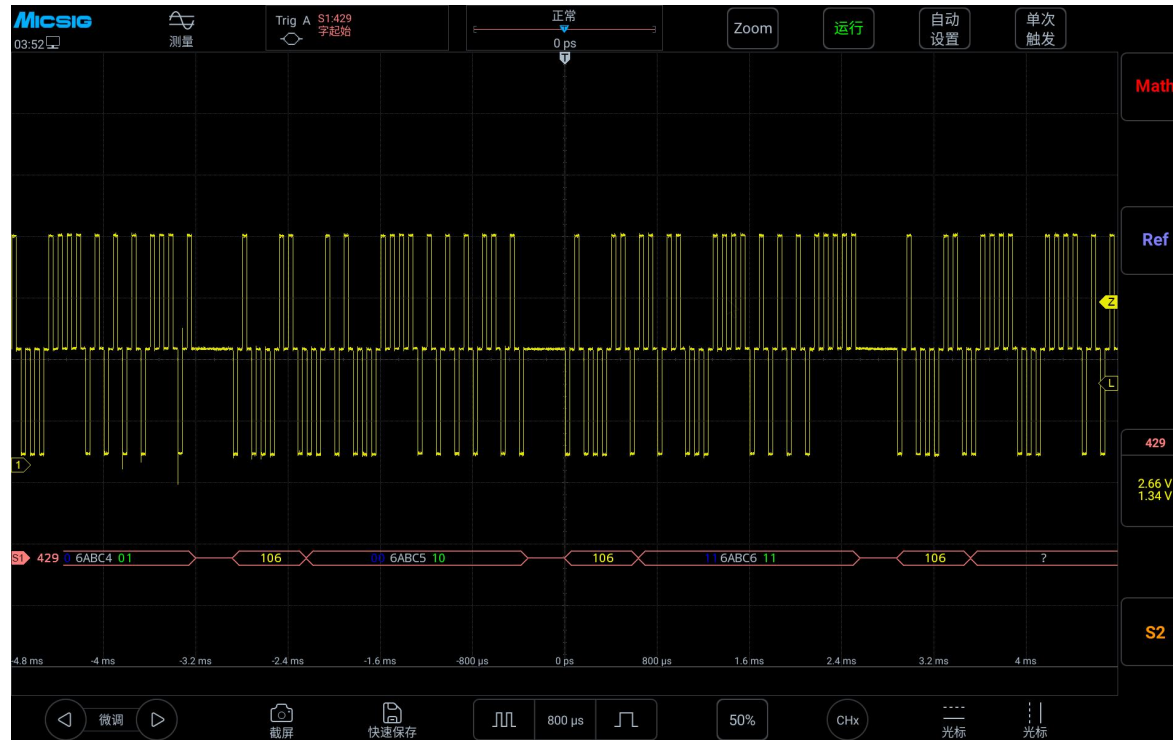 Micsig
03:52
测量
Trig A S1:429
字起始
正常
0 ps
Zoom
运行
自动
设置
单次
触发
T
Math
Ref
Z
L
1
429
2.66 V
1.34 V
S1 429 0 6ABC4 01 106 00 6ABC5 10 106 11 6ABC6 11 106 ?
S2
-4.8 ms -4 ms -3.2 ms -2.4 ms -1.6 ms -800 μs 0 ps 800 μs 1.6 ms 2.4 ms 3.2 ms 4 ms
微调
截屏
快速保存
800 μs
50%
CHx
光标
光标